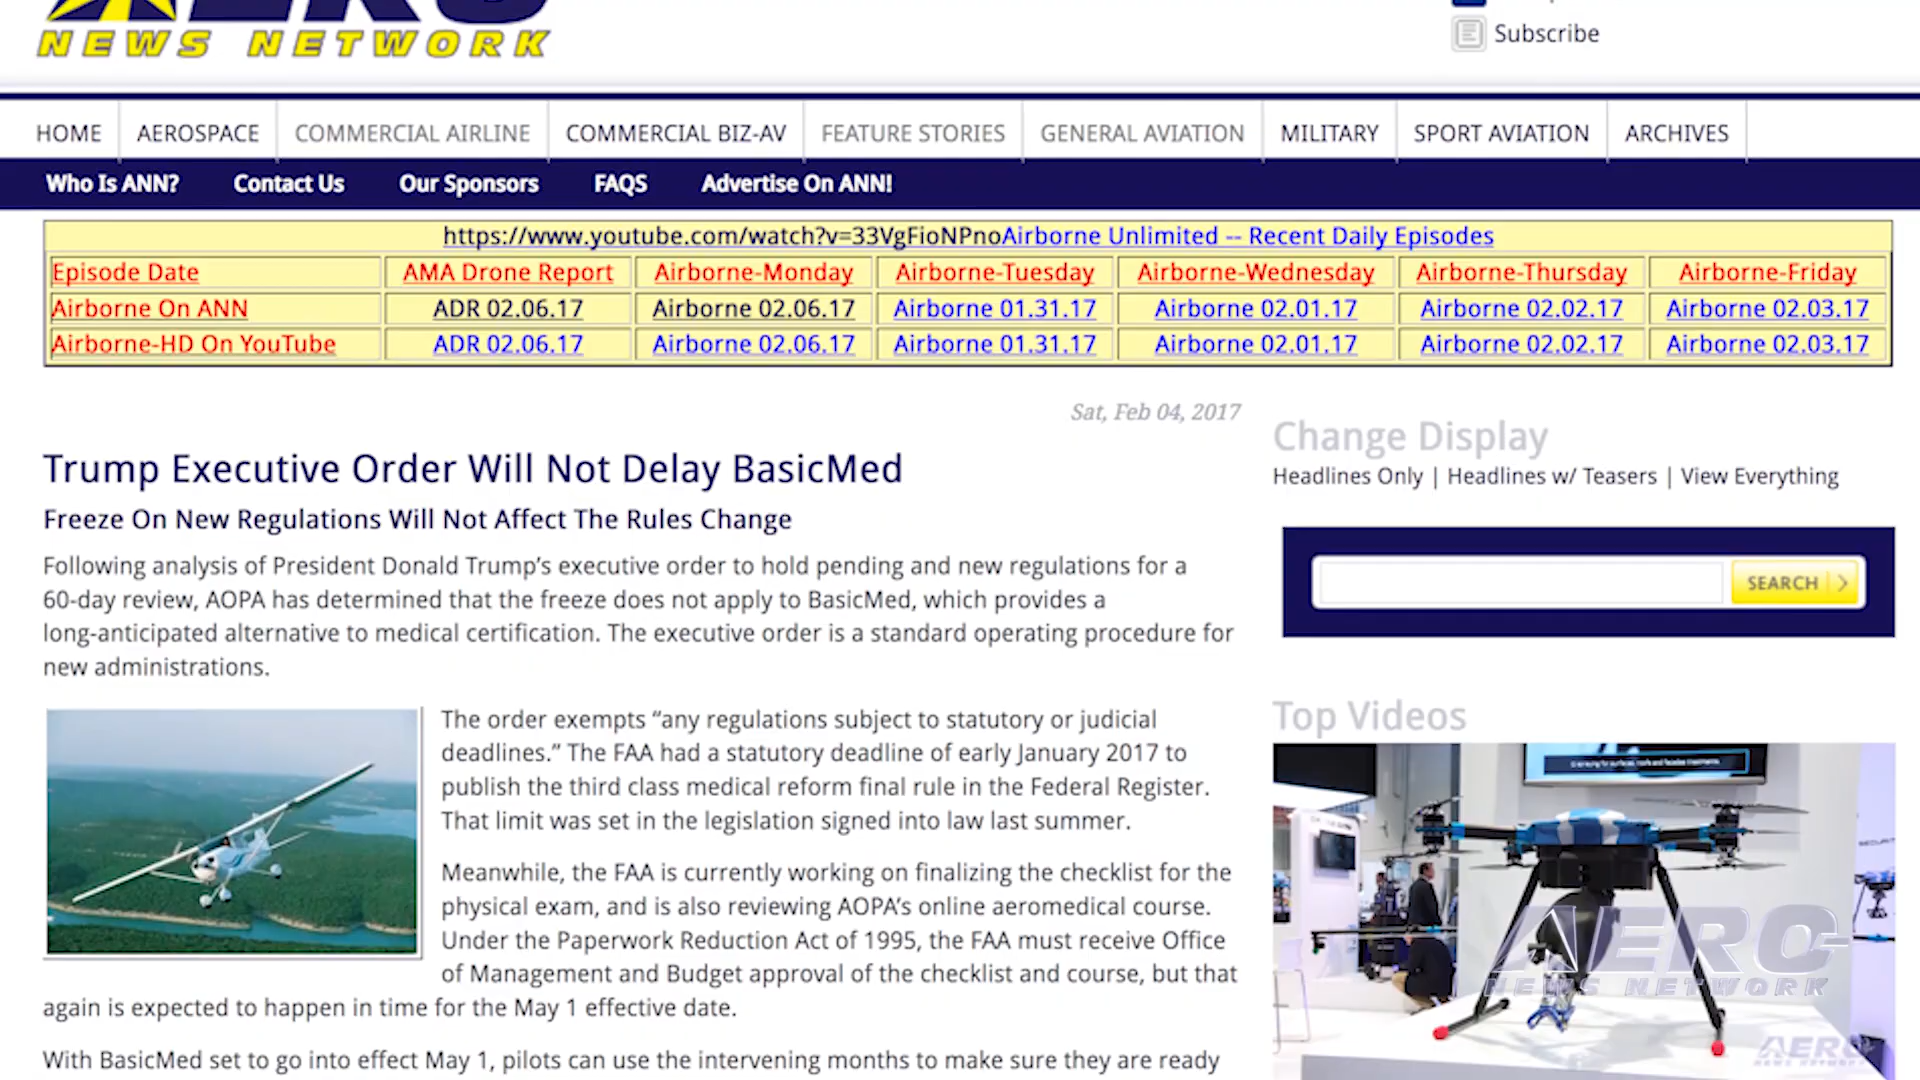 AERO
NEWS NETWORK
Subscribe
HOME AEROSPACE COMMERCIAL AIRLINE COMMERCIAL BIZ-AV FEATURE STORIES GENERAL AVIATION MILITARY SPORT AVIATION ARCHIVES
Who Is ANN? Contact Us Our Sponsors FAQS Advertise On ANN!
https://www.youtube.com/watch?v=33VgFioNPnoAirborne Unlimited -- Recent Daily Episodes
Episode Date AMA Drone Report Airborne-Monday Airborne-Tuesday Airborne-Wednesday Airborne-Thursday Airborne-Friday
Airborne On ANN ADR 02.06.17 Airborne 02.06.17 Airborne 01.31.17 Airborne 02.01.17 Airborne 02.02.17 Airborne 02.03.17
Airborne-HD On YouTube ADR 02.06.17 Airborne 02.06.17 Airborne 01.31.17 Airborne 02.01.17 Airborne 02.02.17 Airborne 02.03.17
Sat, Feb 04, 2017
Trump Executive Order Will Not Delay BasicMed
Freeze On New Regulations Will Not Affect The Rules Change
Following analysis of President Donald Trump’s executive order to hold pending and new regulations for a
60-day review, AOPA has determined that the freeze does not apply to BasicMed, which provides a
long-anticipated alternative to medical certification. The executive order is a standard operating procedure for
new administrations.
The order exempts “any regulations subject to statutory or judicial
deadlines.” The FAA had a statutory deadline of early January 2017 to
publish the third class medical reform final rule in the Federal Register.
That limit was set in the legislation signed into law last summer.
Meanwhile, the FAA is currently working on finalizing the checklist for the
physical exam, and is also reviewing AOPA’s online aeromedical course.
Under the Paperwork Reduction Act of 1995, the FAA must receive Office
of Management and Budget approval of the checklist and course, but that
again is expected to happen in time for the May 1 effective date.
With BasicMed set to go into effect May 1, pilots can use the intervening months to make sure they are ready
Change Display
Headlines Only | Headlines w/ Teasers | View Everything
SEARCH
Top Videos
AERO
NEWS NETWORK
AERO
NEWS NETWORK